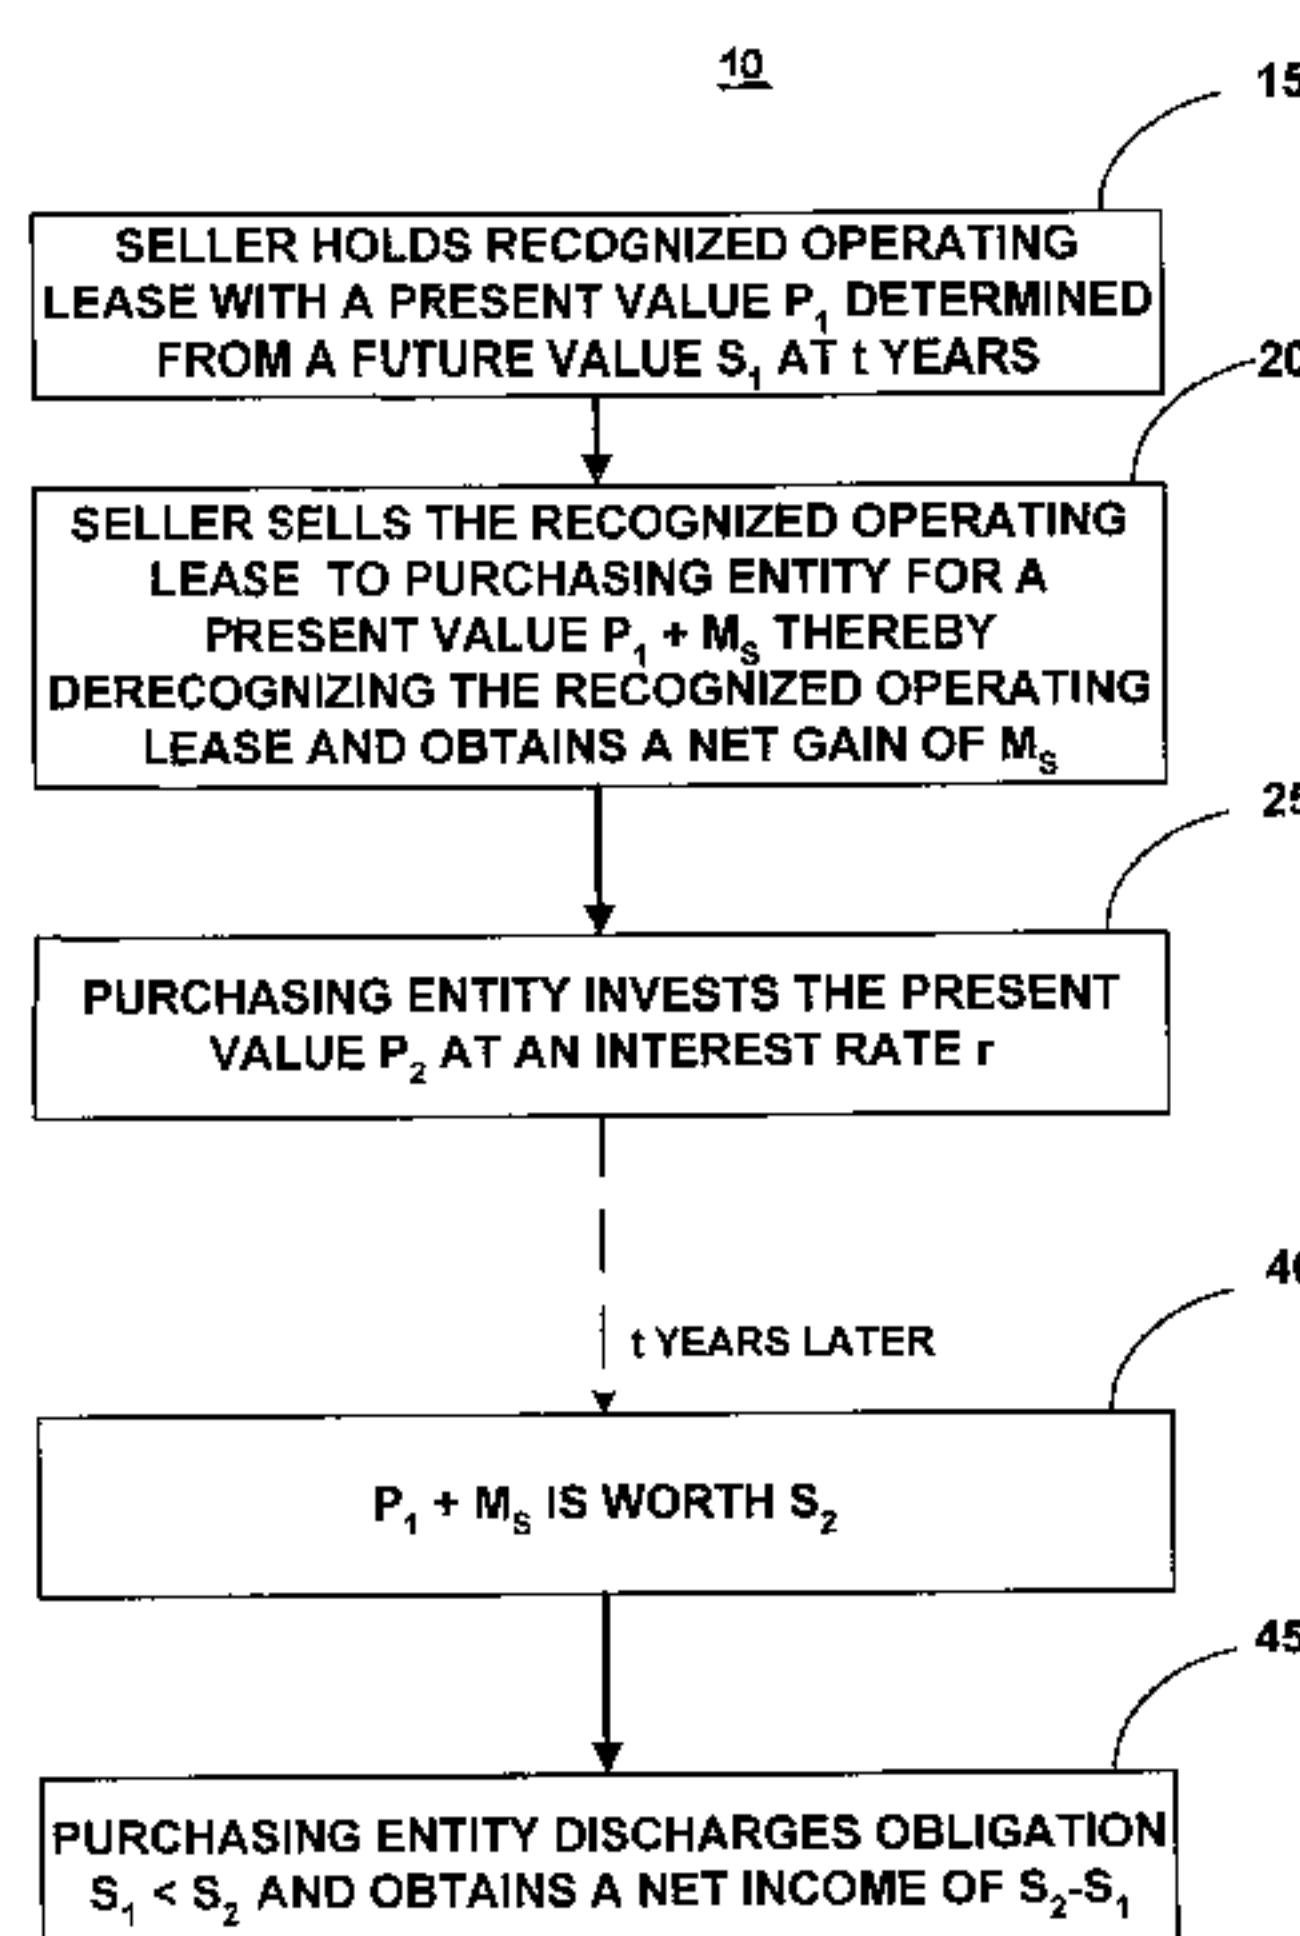 10
15
SELLER HOLDS RECOGNIZED OPERATING
LEASE WITH A PRESENT VALUE P₁ DETERMINED
FROM A FUTURE VALUE S₁ AT t YEARS
20
SELLER SELLS THE RECOGNIZED OPERATING
LEASE TO PURCHASING ENTITY FOR A
PRESENT VALUE P₁ + Mₛ THEREBY
DERECOGNIZING THE RECOGNIZED OPERATING
LEASE AND OBTAINS A NET GAIN OF Mₛ
25
PURCHASING ENTITY INVESTS THE PRESENT
VALUE P₂ AT AN INTEREST RATE r
t YEARS LATER
40
P₁ + Mₛ IS WORTH S₂
45
PURCHASING ENTITY DISCHARGES OBLIGATION
S₁ < S₂ AND OBTAINS A NET INCOME OF S₂-S₁